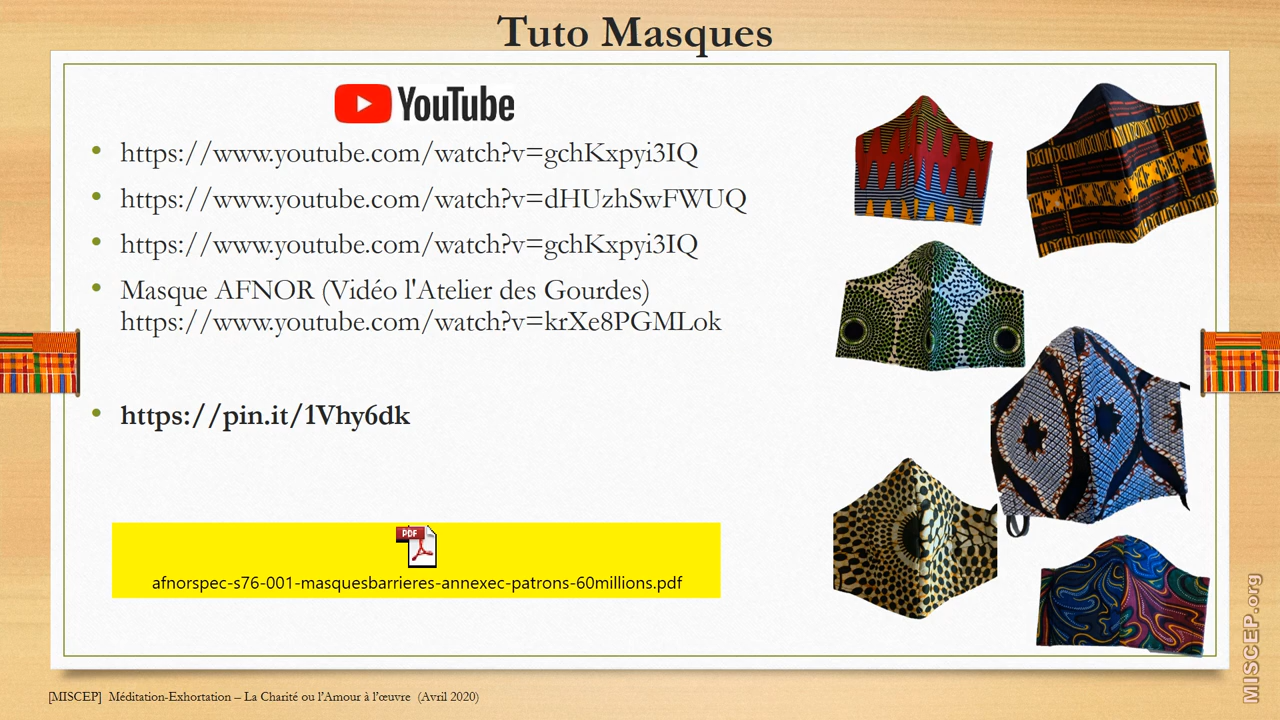 Tuto Masques
YouTube
https://www.youtube.com/watch?v=gchKxpyi3IQ
https://www.youtube.com/watch?v=dHUzhSwFWUQ
https://www.youtube.com/watch?v=gchKxpyi3IQ
Masque AFNOR (Vidéo l'Atelier des Gourdes)
https://www.youtube.com/watch?v=krXe8PGMLok
https://pin.it/1Vhy6dk
PDF
afnorspec-s76-001-masquesbarrieres-annexec-patrons-60millions.pdf
MISCEP.org
[MISCEP] Méditation-Exhortation – La Charité ou l'Amour à l'œuvre (Avril 2020)